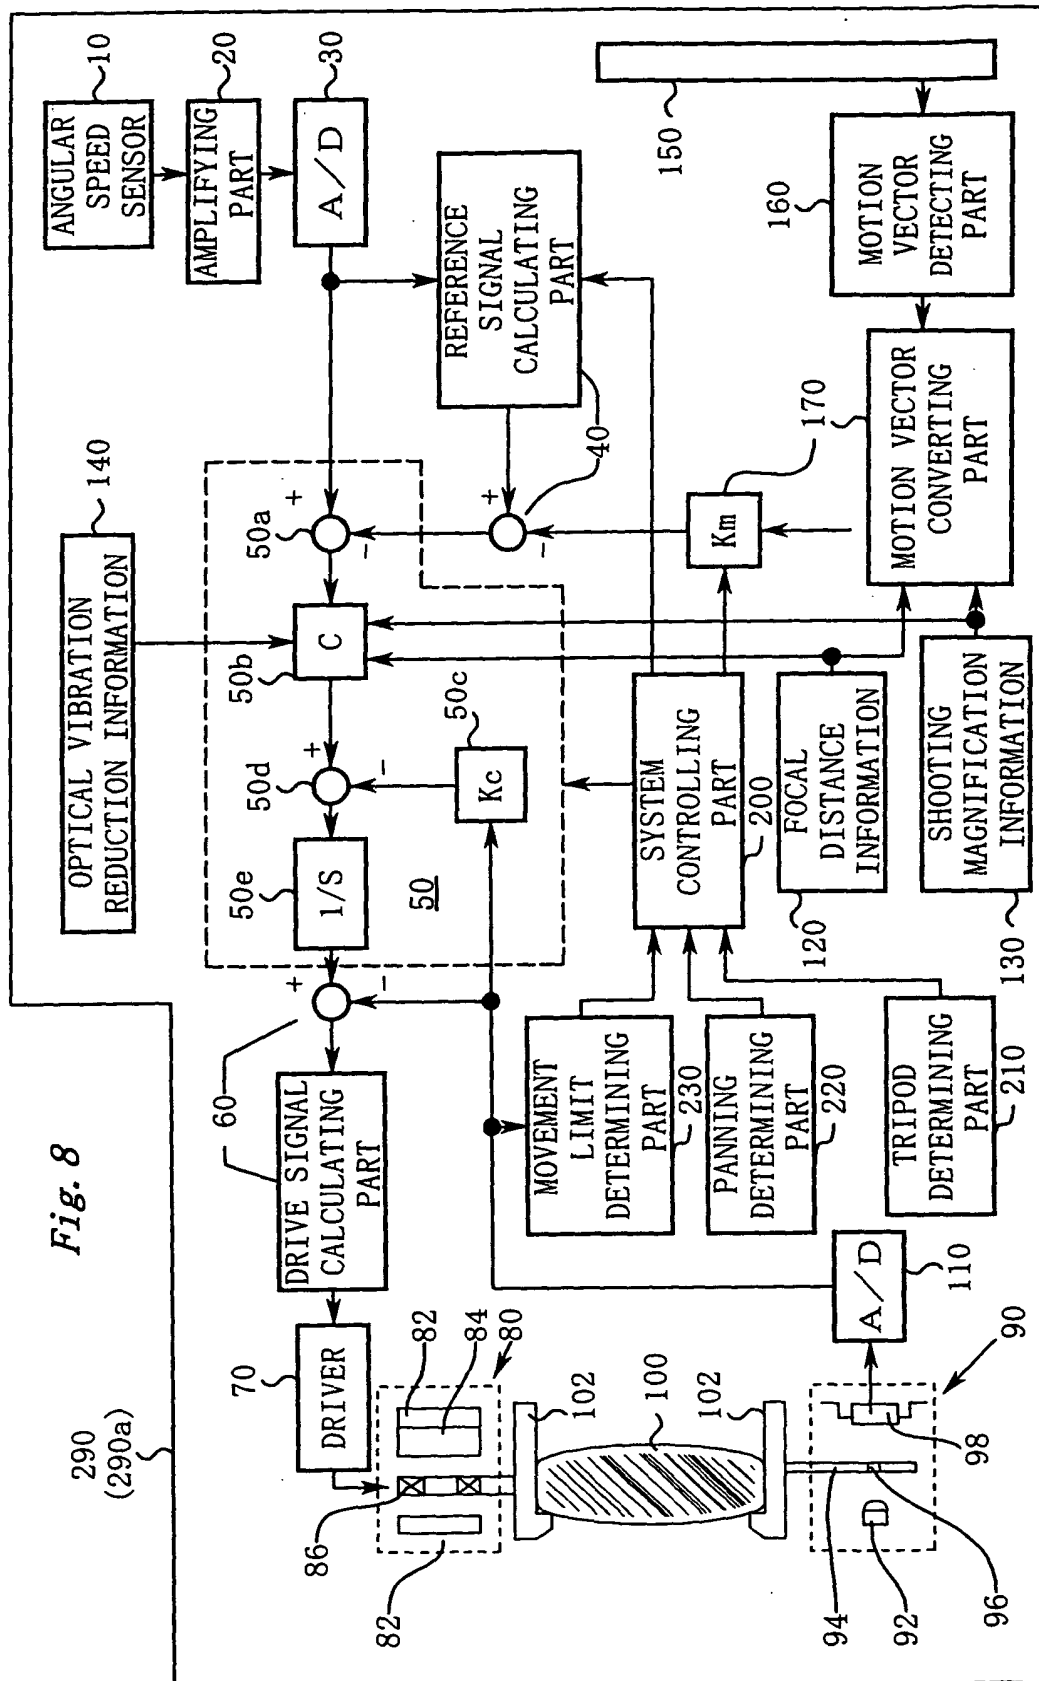 Fig. 8
290
(290a)
ANGULAR
SPEED
SENSOR
10
AMPLIFYING
PART
20
A/D
30
REFERENCE
SIGNAL
CALCULATING
PART
40
150
MOTION
VECTOR
DETECTING
PART
160
MOTION VECTOR
CONVERTING
PART
170
Km
OPTICAL VIBRATION
REDUCTION INFORMATION
140
+
-
50a
+
-
C
50b
+
-
50d
Kc
50c
1/S
50e
50
+
-
60
DRIVE SIGNAL
CALCULATING
PART
DRIVER
70
SYSTEM
CONTROLLING
PART
200
FOCAL
DISTANCE
INFORMATION
120
SHOOTING
MAGNIFICATION
INFORMATION
130
MOVEMENT
LIMIT
DETERMINING
PART
230
PANNING
DETERMINING
PART
220
TRIPOD
DETERMINING
PART
210
A/D
110
82
84
80
86
82
102
100
102
90
98
94
92
96